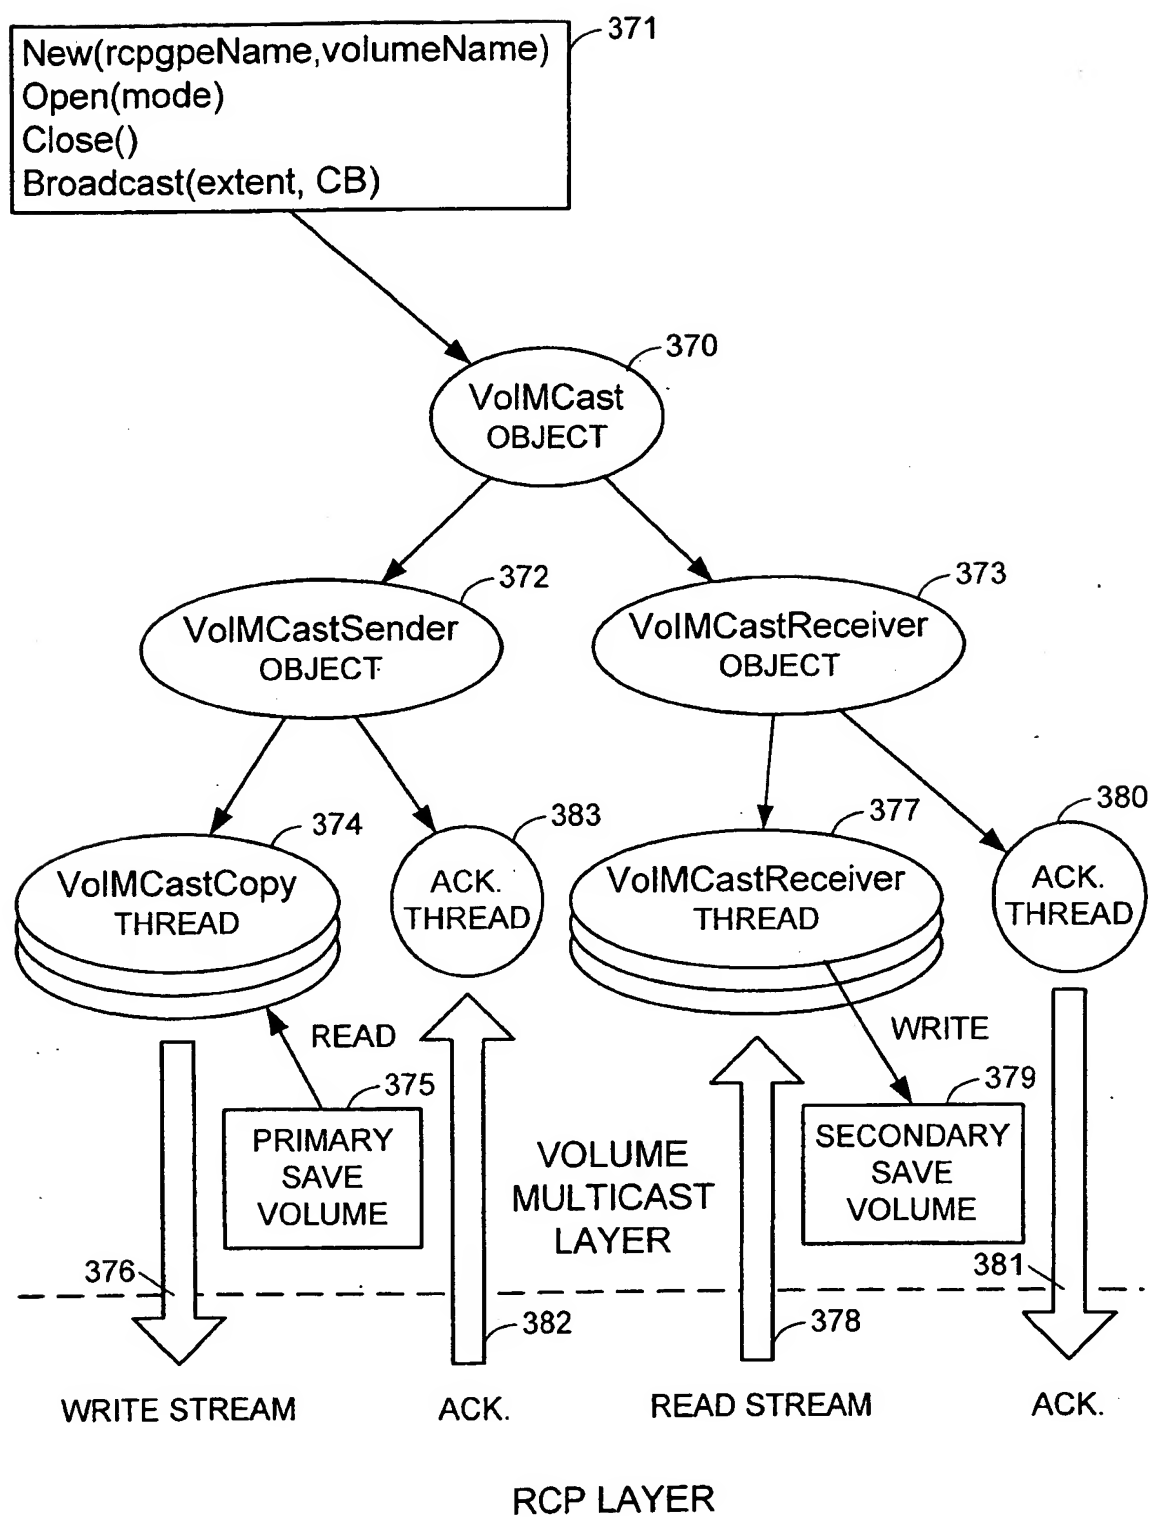 New(rcpgpeName,volumeName)
Open(mode)
Close()
Broadcast(extent, CB)
371
370
VolMCast
OBJECT
372
VolMCastSender
OBJECT
373
VolMCastReceiver
OBJECT
374
VolMCastCopy
THREAD
383
ACK.
THREAD
377
VolMCastReceiver
THREAD
380
ACK.
THREAD
READ
WRITE
375
PRIMARY
SAVE
VOLUME
VOLUME
MULTICAST
LAYER
379
SECONDARY
SAVE
VOLUME
376
382
378
381
WRITE STREAM
ACK.
READ STREAM
ACK.
RCP LAYER